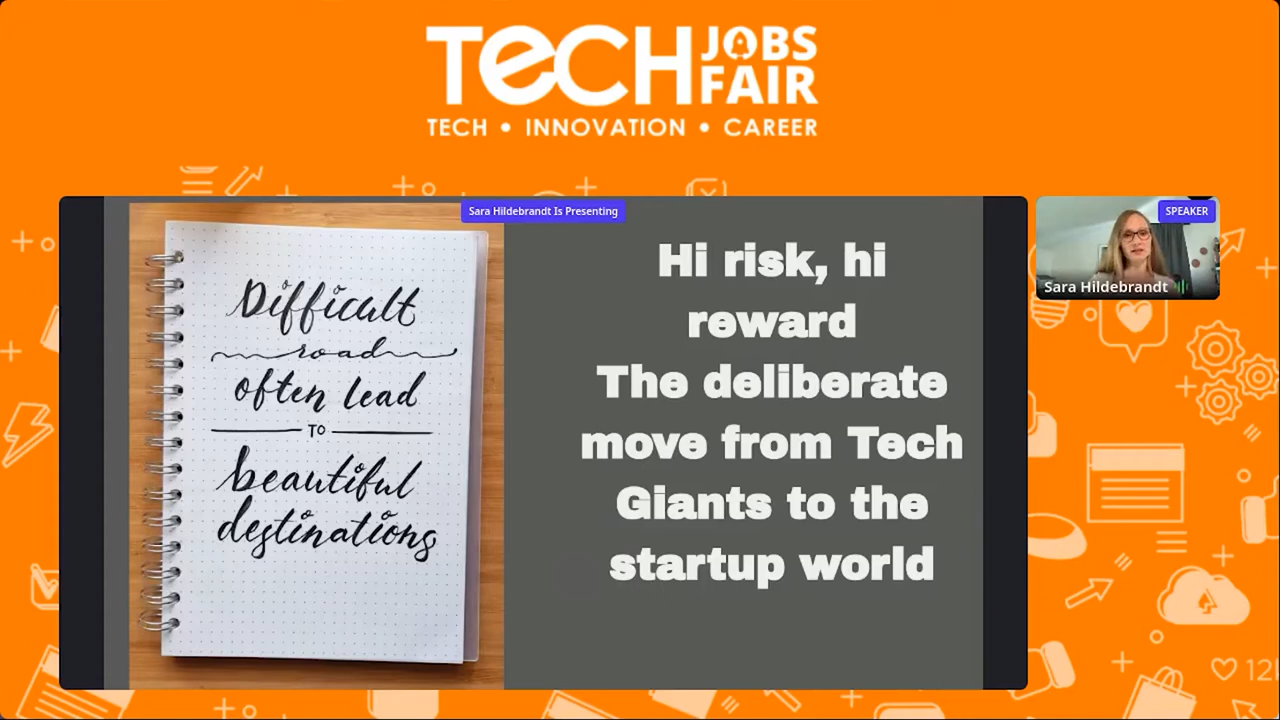 TECH JOBS FAIR
TECH • INNOVATION • CAREER
Sara Hildebrandt Is Presenting
Difficult
road
often lead
TO
beautiful
destinations
Hi risk, hi
reward
The deliberate
move from Tech
Giants to the
startup world
SPEAKER
Sara Hildebrandt
12